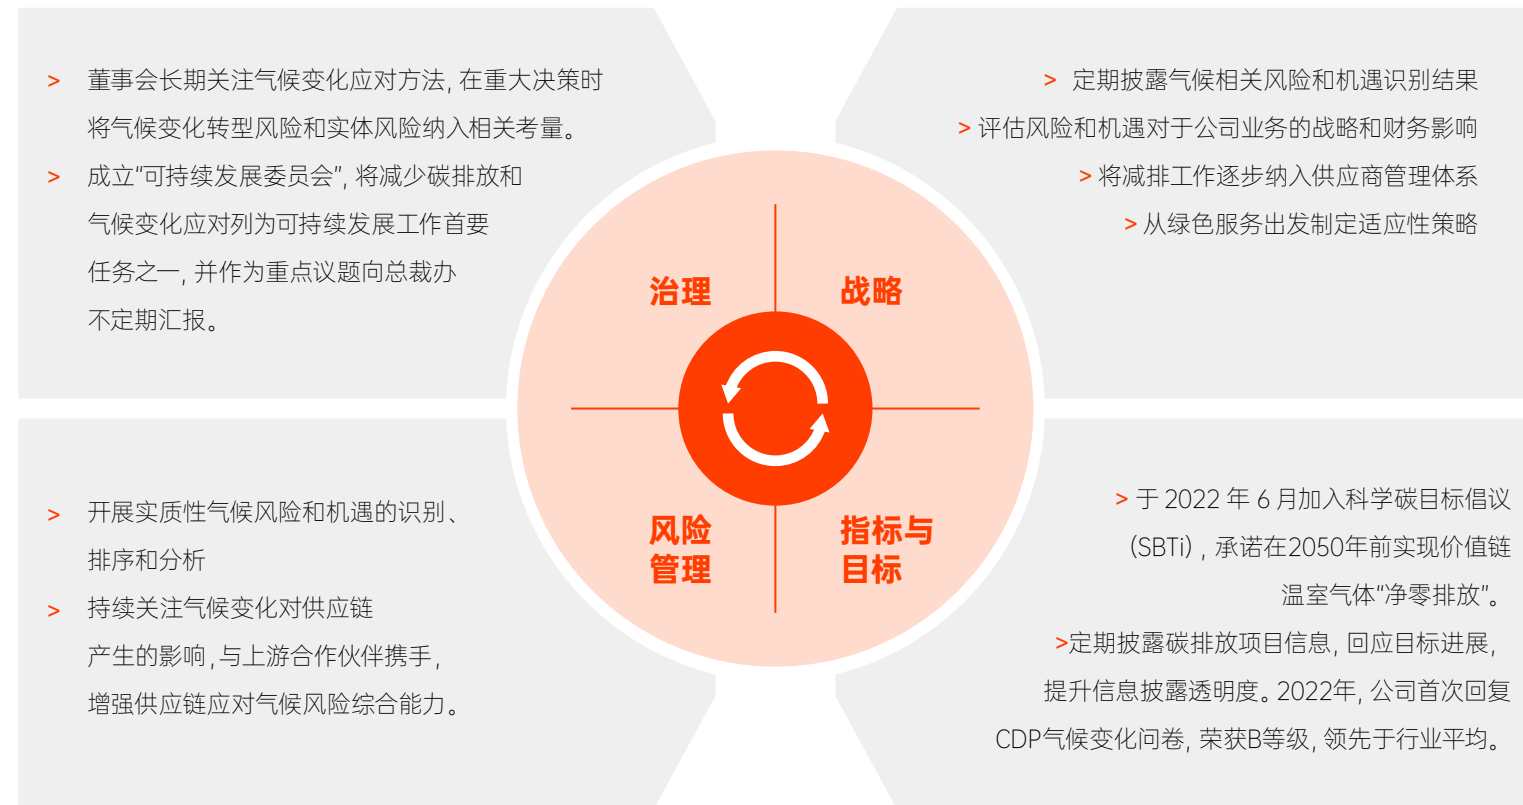 > 董事会长期关注气候变化应对方法, 在重大决策时
将气候变化转型风险和实体风险纳入相关考量。
> 成立“可持续发展委员会”, 将减少碳排放和
气候变化应对列为可持续发展工作首要
任务之一, 并作为重点议题向总裁办
不定期汇报。
> 定期披露气候相关风险和机遇识别结果
> 评估风险和机遇对于公司业务的战略和财务影响
> 将减排工作逐步纳入供应商管理体系
> 从绿色服务出发制定适应性策略
治理
战略
风险
管理
指标与
目标
> 开展实质性气候风险和机遇的识别、
排序和分析
> 持续关注气候变化对供应链
产生的影响, 与上游合作伙伴携手,
增强供应链应对气候风险综合能力。
> 于 2022 年 6 月加入科学碳目标倡议
(SBTi) , 承诺在2050年前实现价值链
温室气体“净零排放”。
>定期披露碳排放项目信息, 回应目标进展,
提升信息披露透明度。2022年, 公司首次回复
CDP气候变化问卷, 荣获B等级, 领先于行业平均。